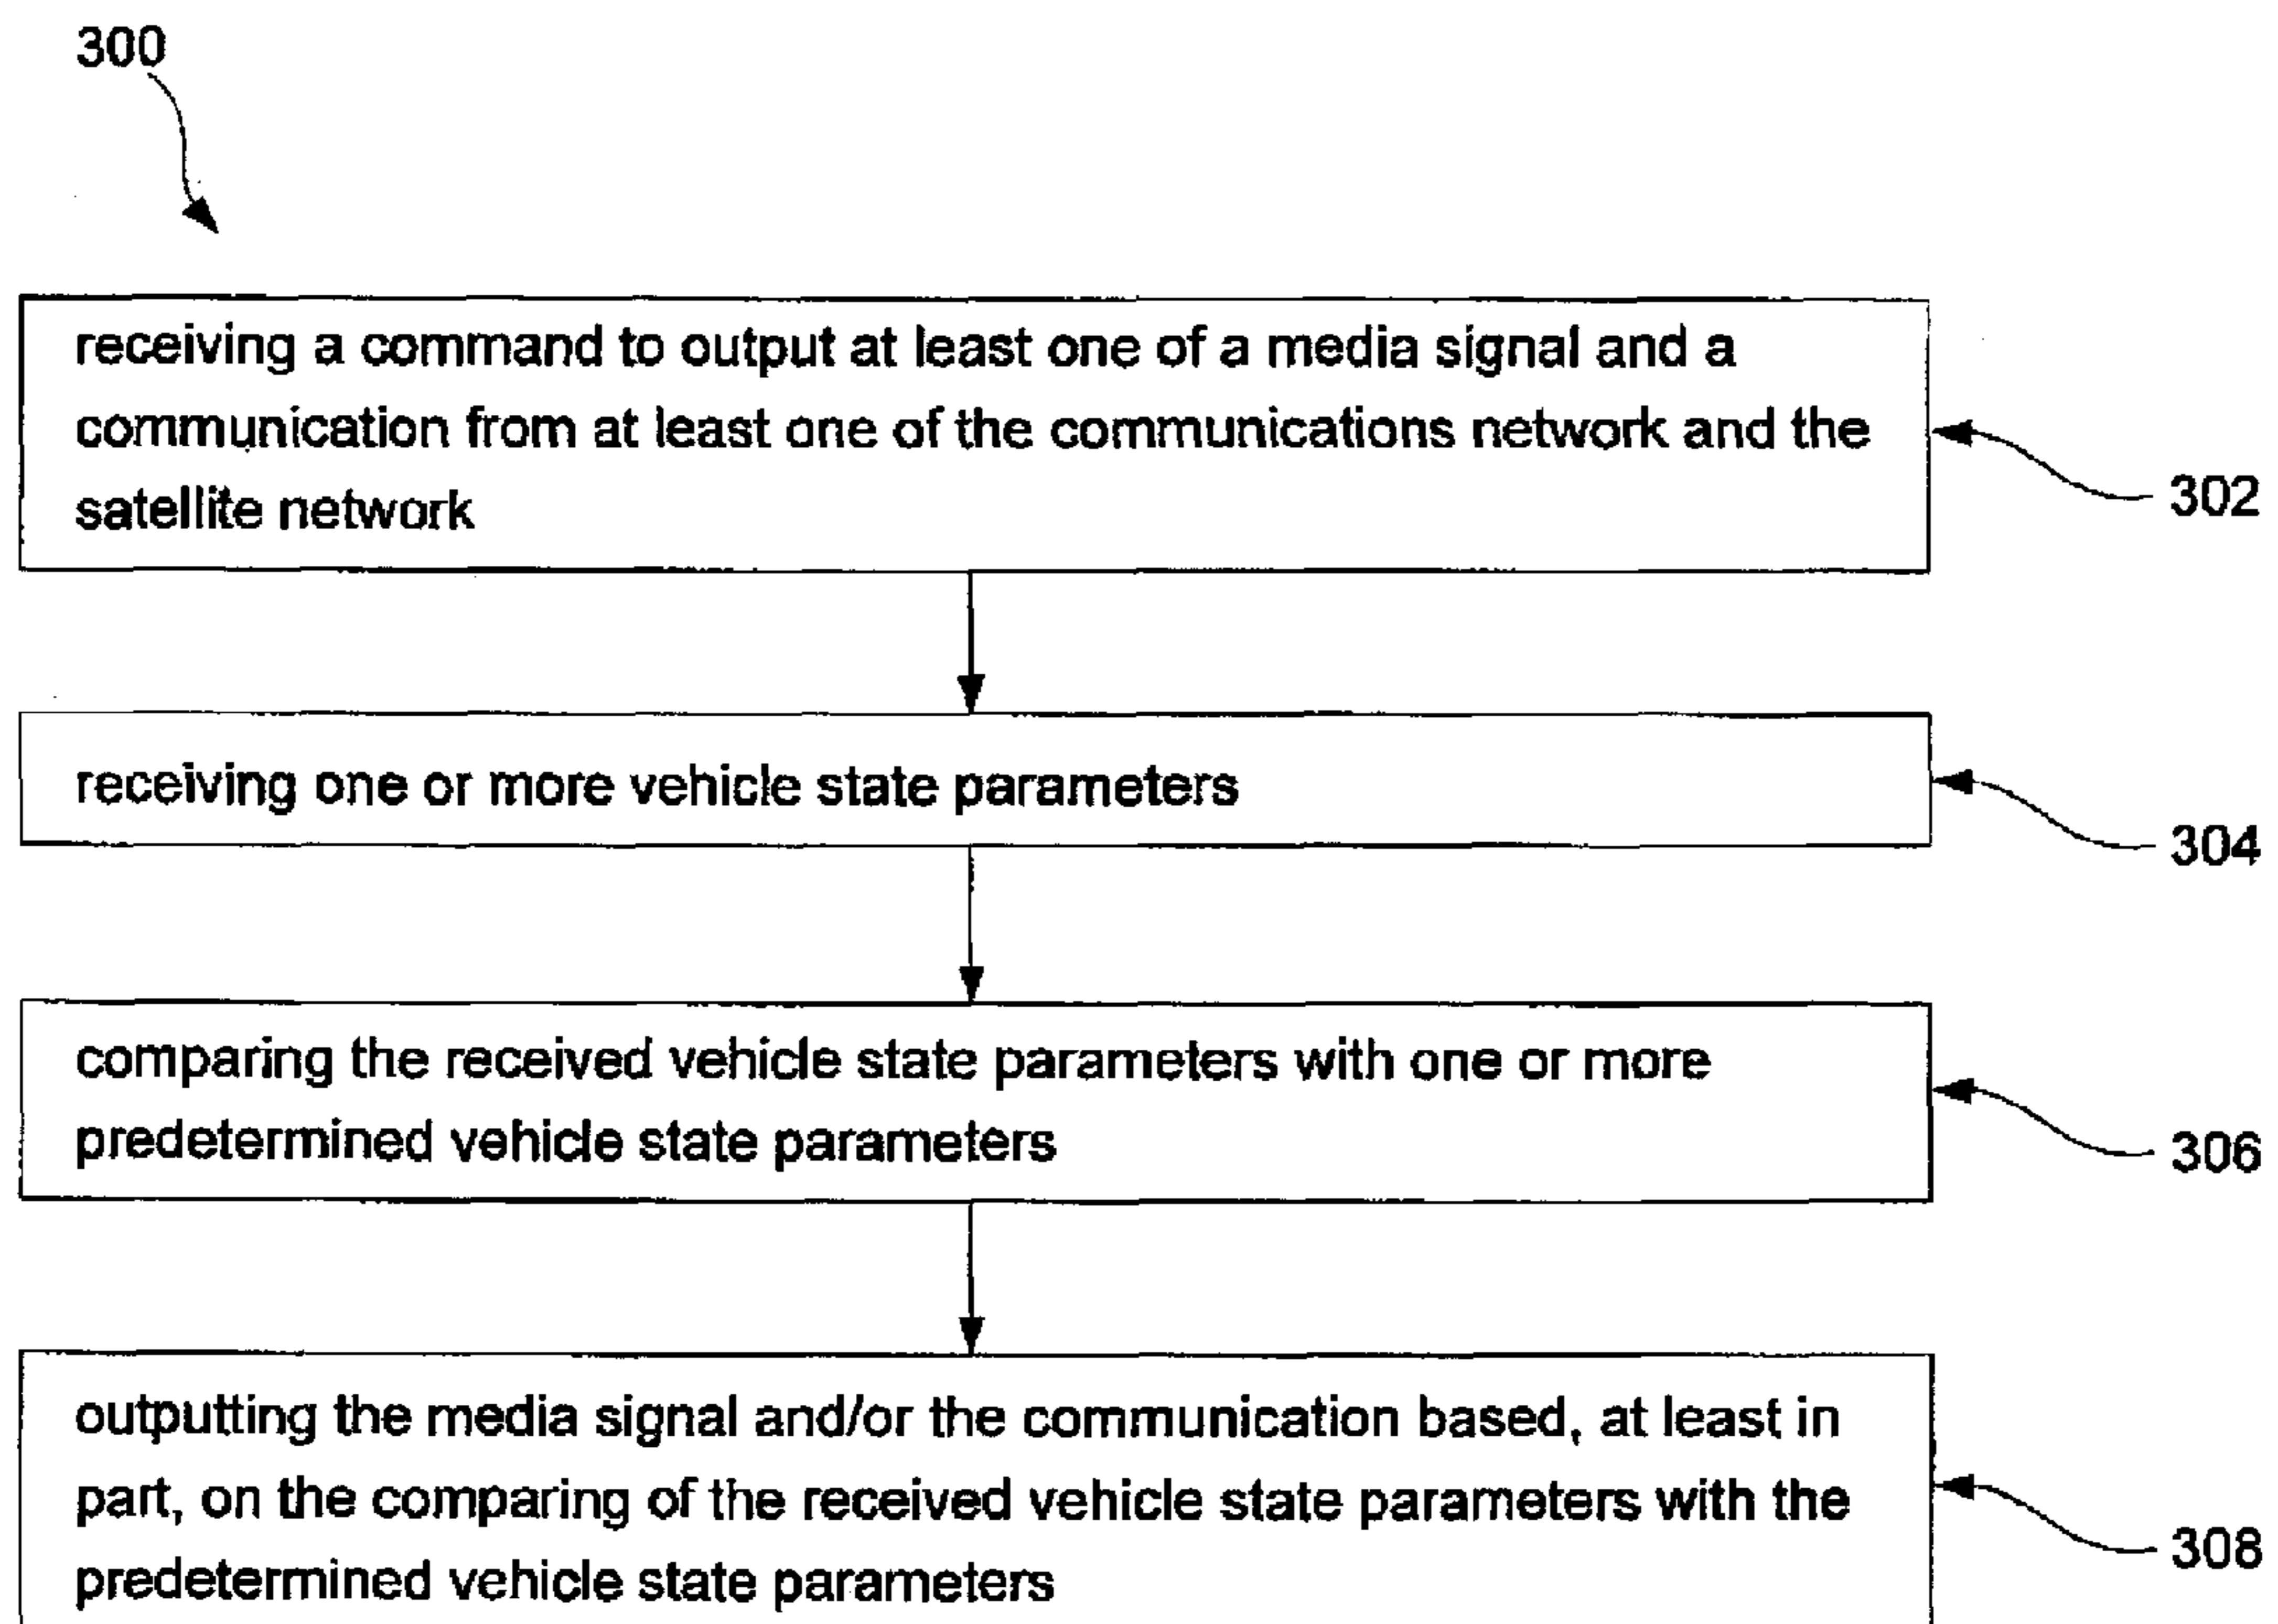 300
receiving a command to output at least one of a media signal and a
communication from at least one of the communications network and the
satellite network
302
receiving one or more vehicle state parameters
304
comparing the received vehicle state parameters with one or more
predetermined vehicle state parameters
306
outputting the media signal and/or the communication based, at least in
part, on the comparing of the received vehicle state parameters with the
predetermined vehicle state parameters
308